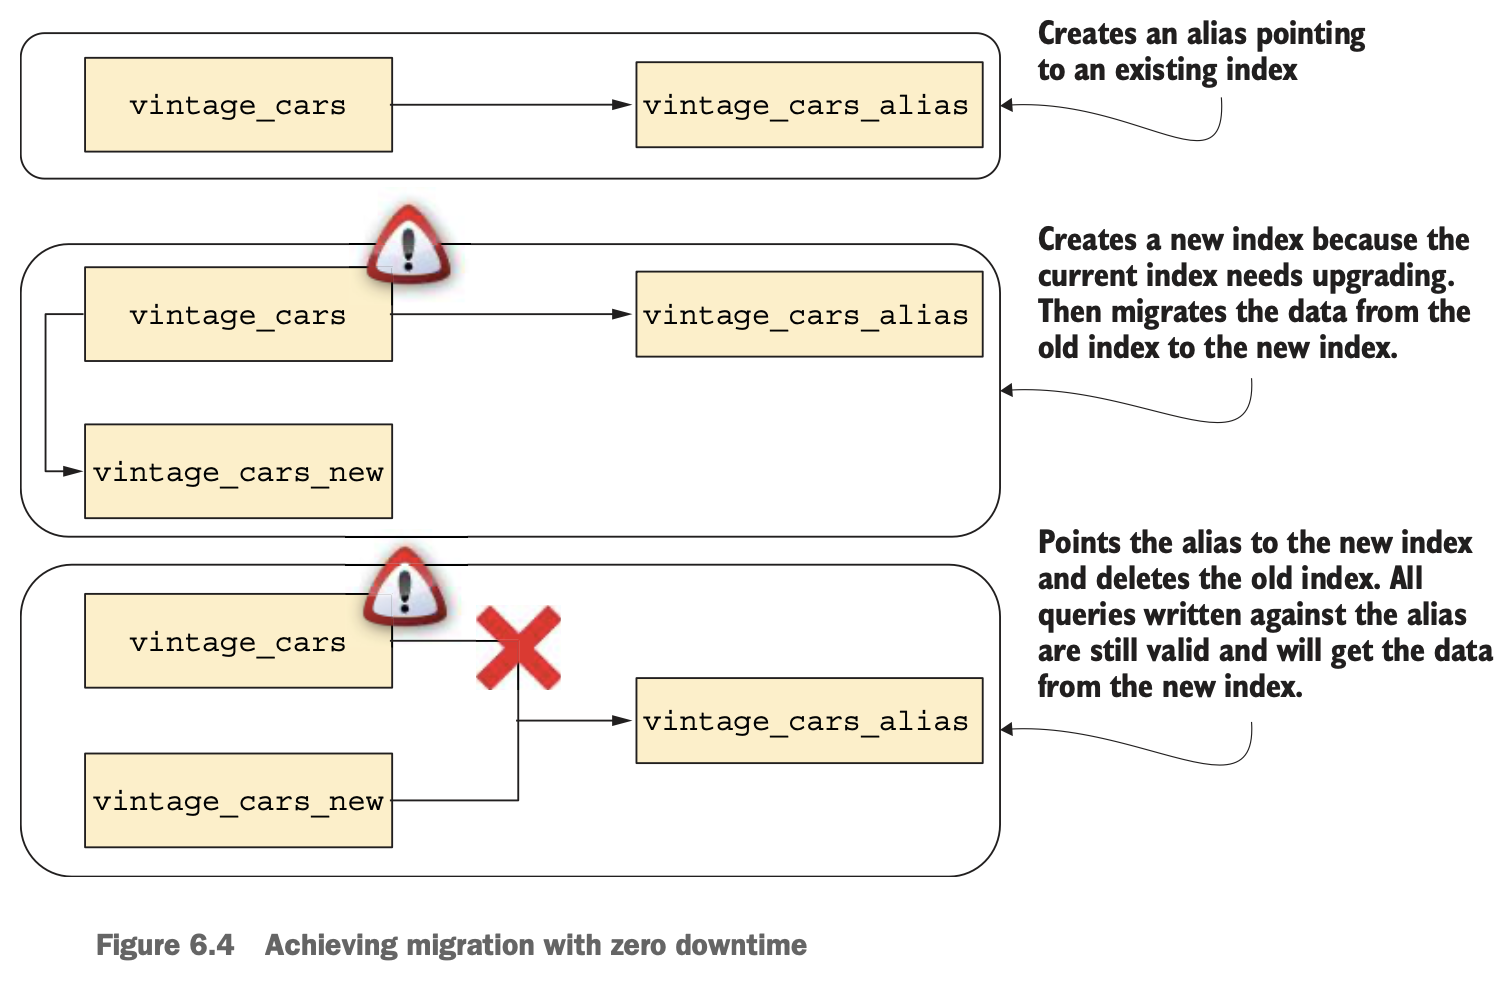 vintage_cars
vintage_cars_alias
Creates an alias pointing
to an existing index
vintage_cars
vintage_cars_alias
vintage_cars_new
Creates a new index because the
current index needs upgrading.
Then migrates the data from the
old index to the new index.
vintage_cars
vintage_cars_alias
vintage_cars_new
Points the alias to the new index
and deletes the old index. All
queries written against the alias
are still valid and will get the data
from the new index.
Figure 6.4 Achieving migration with zero downtime